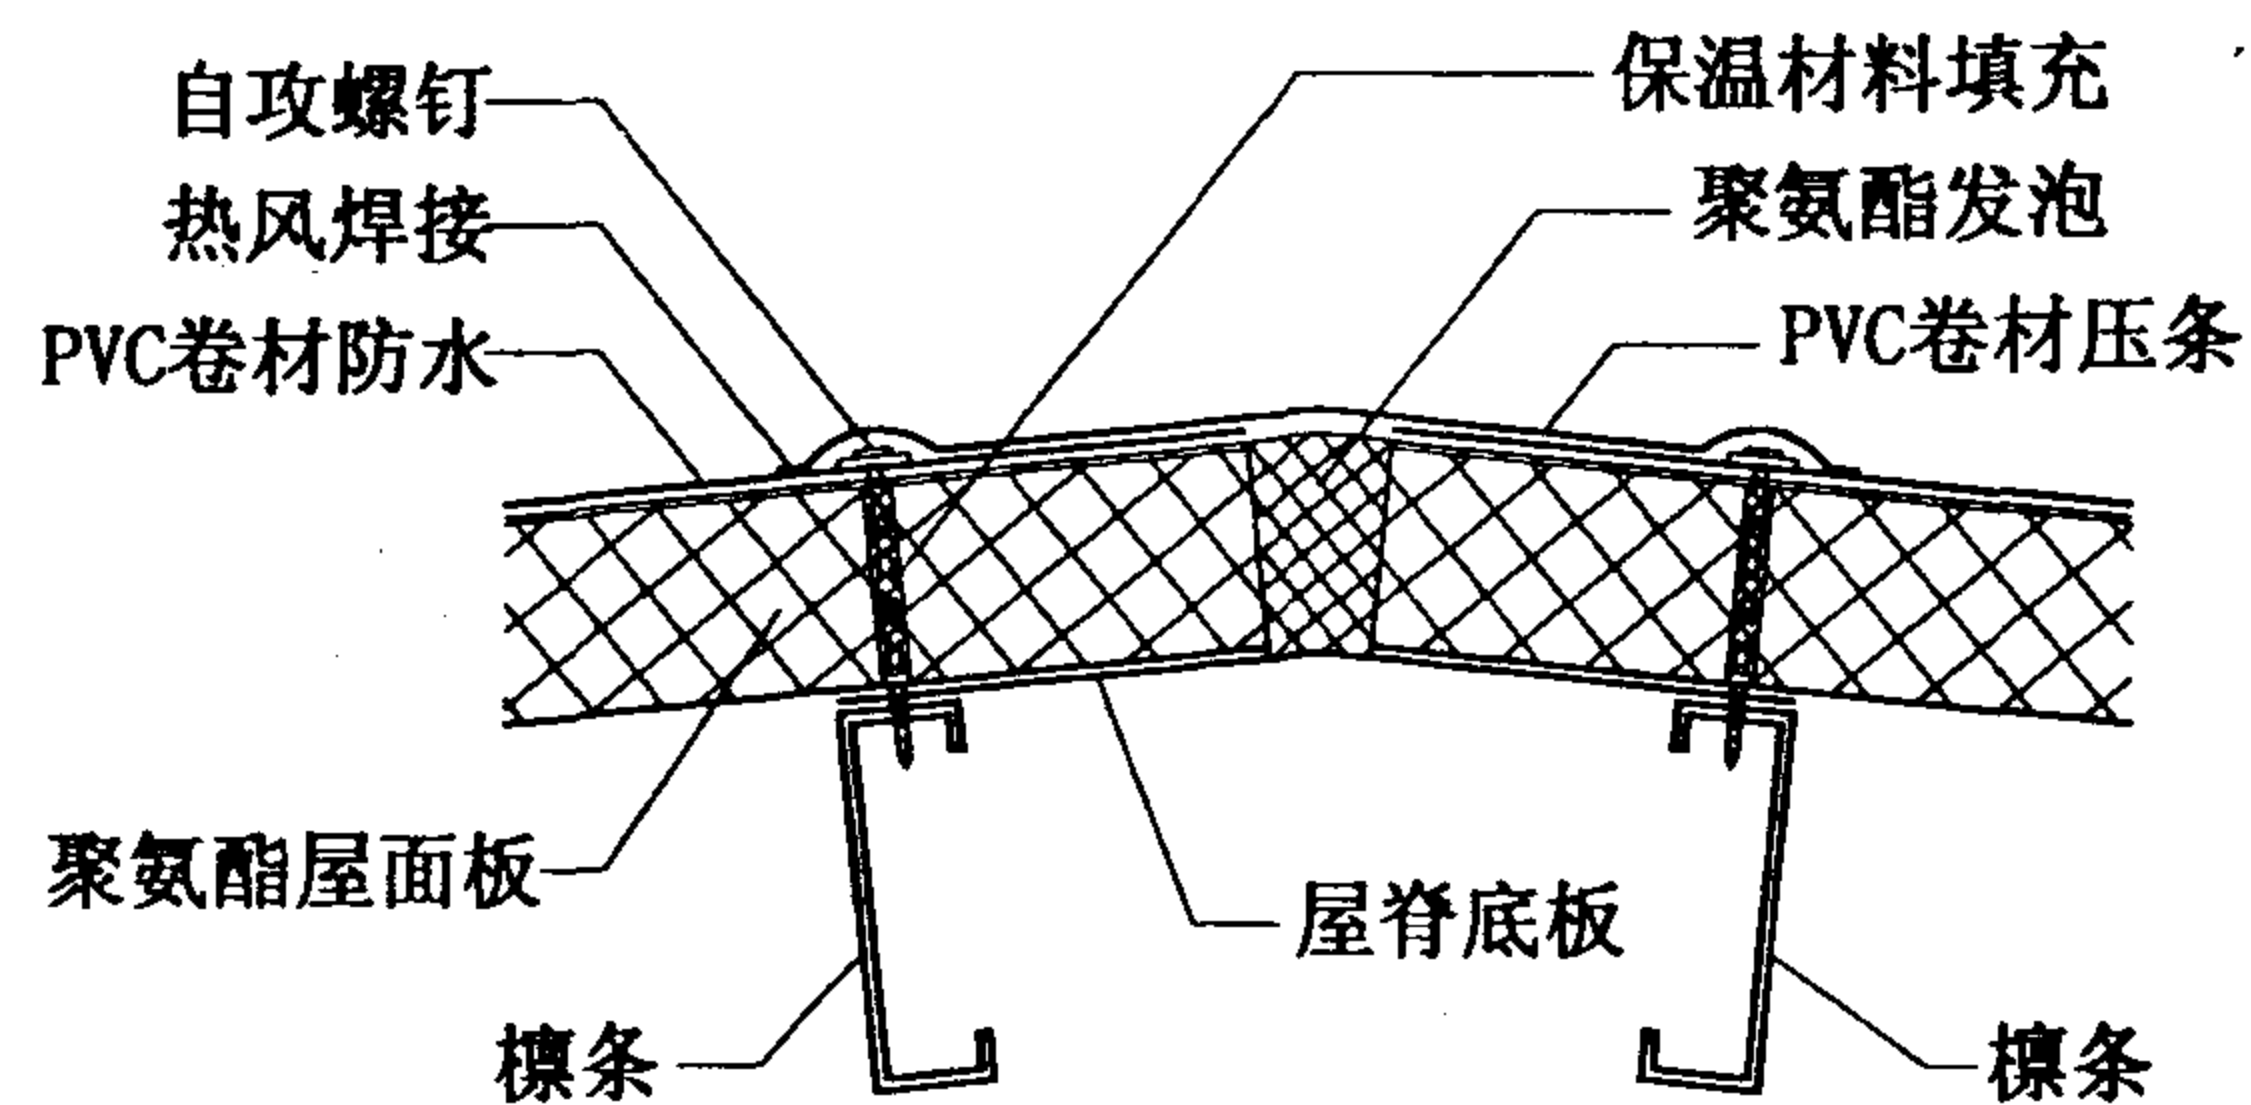 自攻螺钉
保温材料填充
热风焊接
聚氨酯发泡
PVC卷材防水
PVC卷材压条
聚氨酯屋面板
屋脊底板
檩条
檩条